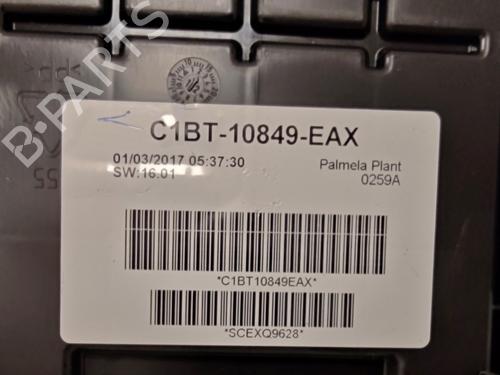 B-PARTS
C1BT-10849-EAX
01/03/2017 05:37:30
SW:16.01
Palmela Plant
0259A
*C1BT10849EAX*
*SCEXQ9628*